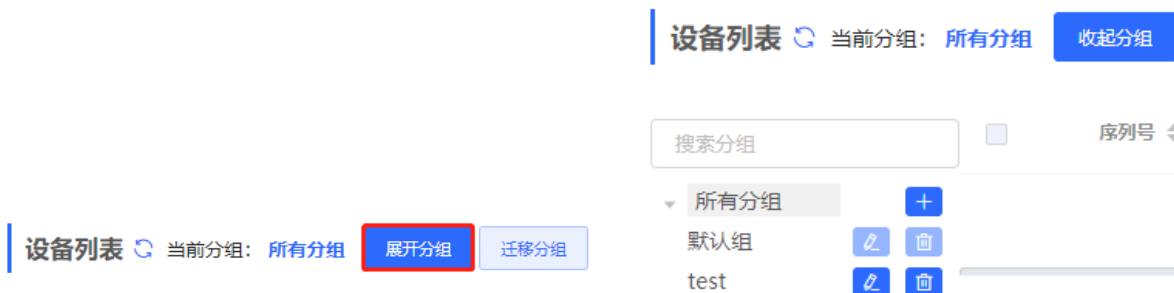 设备列表 当前分组： 所有分组 展开分组 迁移分组
设备列表 当前分组： 所有分组 收起分组
搜索分组
序列号
所有分组
默认组
test